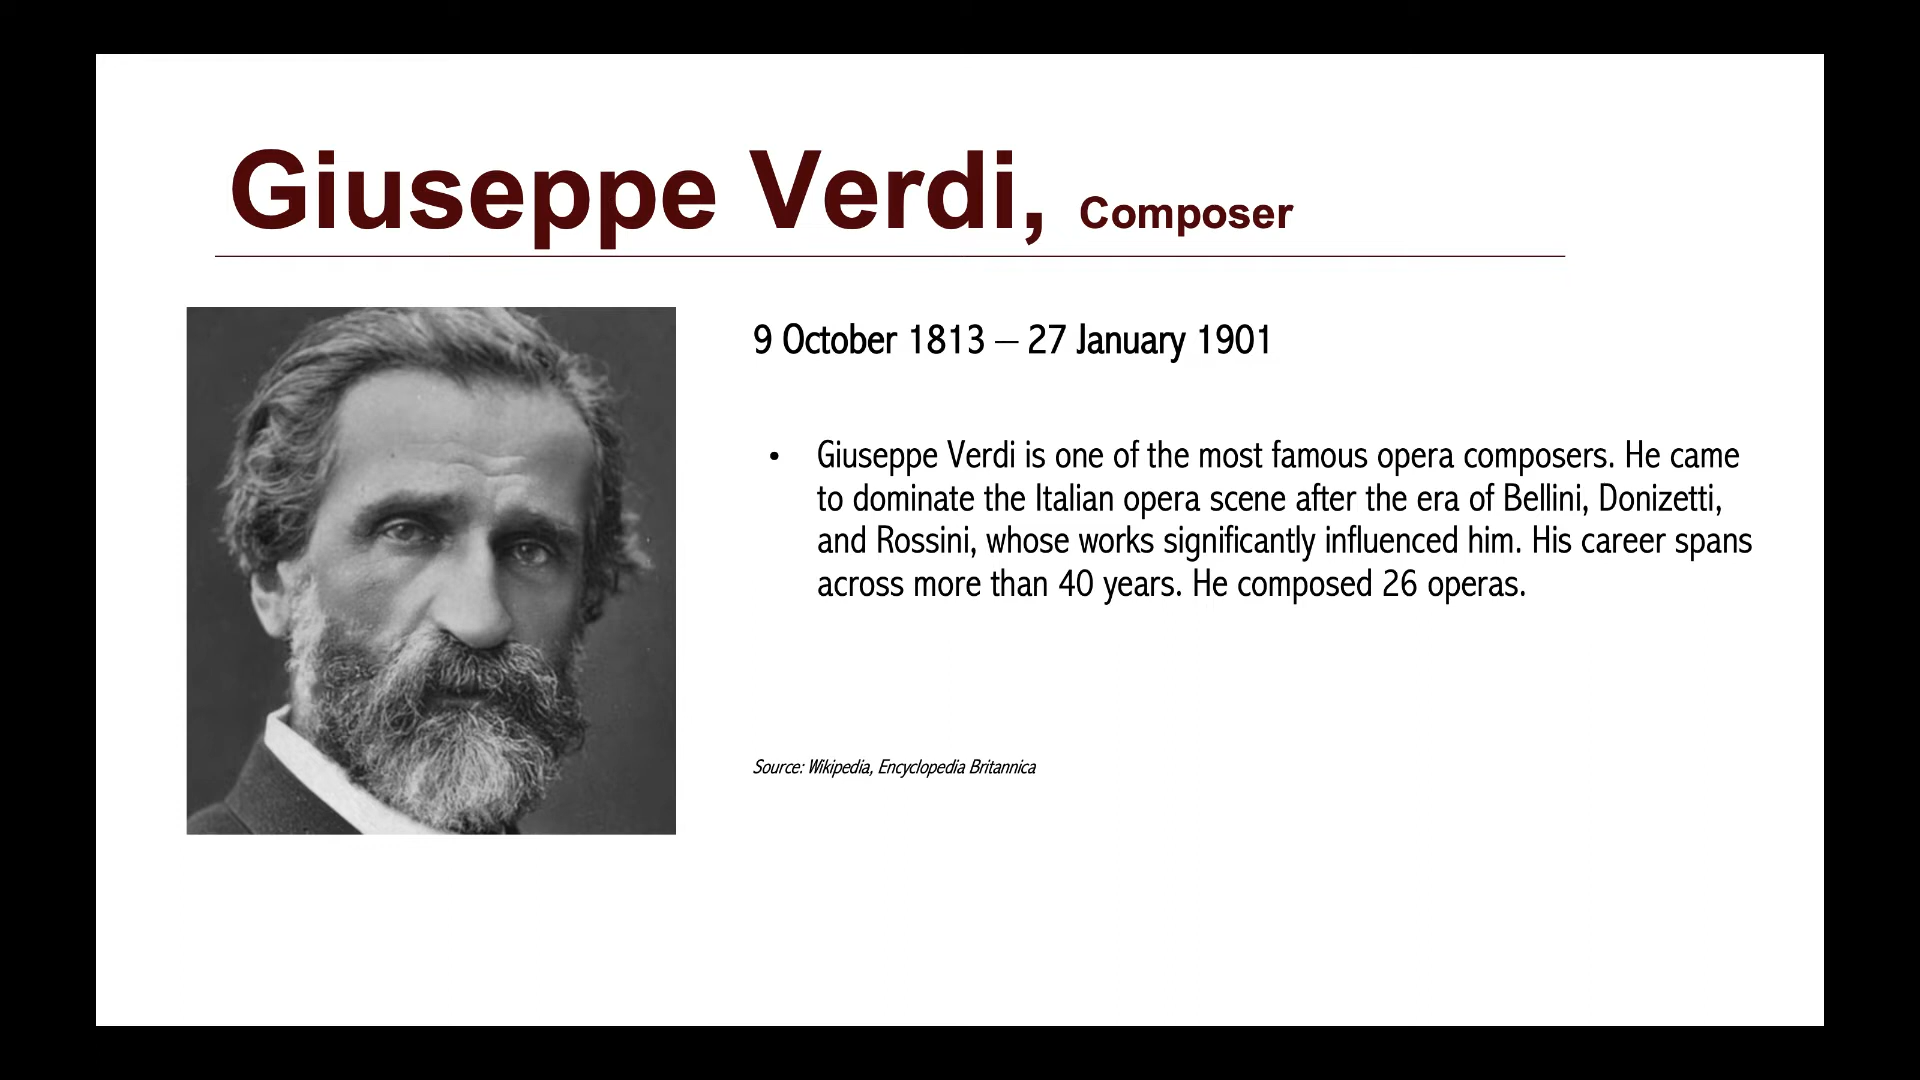 Giuseppe Verdi, Composer
9 October 1813 – 27 January 1901
• Giuseppe Verdi is one of the most famous opera composers. He came
to dominate the Italian opera scene after the era of Bellini, Donizetti,
and Rossini, whose works significantly influenced him. His career spans
across more than 40 years. He composed 26 operas.
Source: Wikipedia, Encyclopedia Britannica